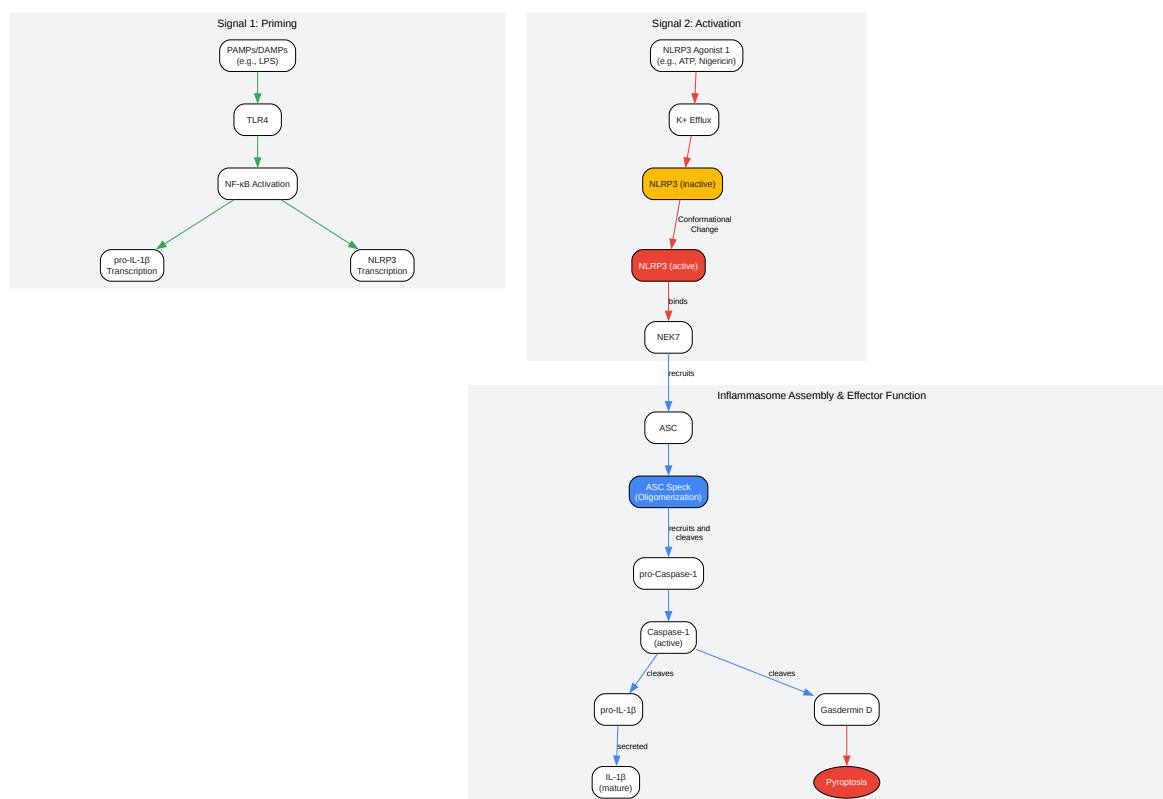 Signal 1: Priming
PAMPs/DAMPs
(e.g., LPS)
TLR4
NF-κB Activation
pro-IL-1β
Transcription
NLRP3
Transcription
Signal 2: Activation
NLRP3 Agonist 1
(e.g., ATP, Nigericin)
K+ Efflux
NLRP3 (inactive)
Conformational
Change
NLRP3 (active)
binds
NEK7
recruits
Inflammasome Assembly & Effector Function
ASC
ASC Speck
(Oligomerization)
recruits and
cleaves
pro-Caspase-1
Caspase-1
(active)
cleaves
cleaves
pro-IL-1β
Gasdermin D
secreted
IL-1β
(mature)
Pyroptosis